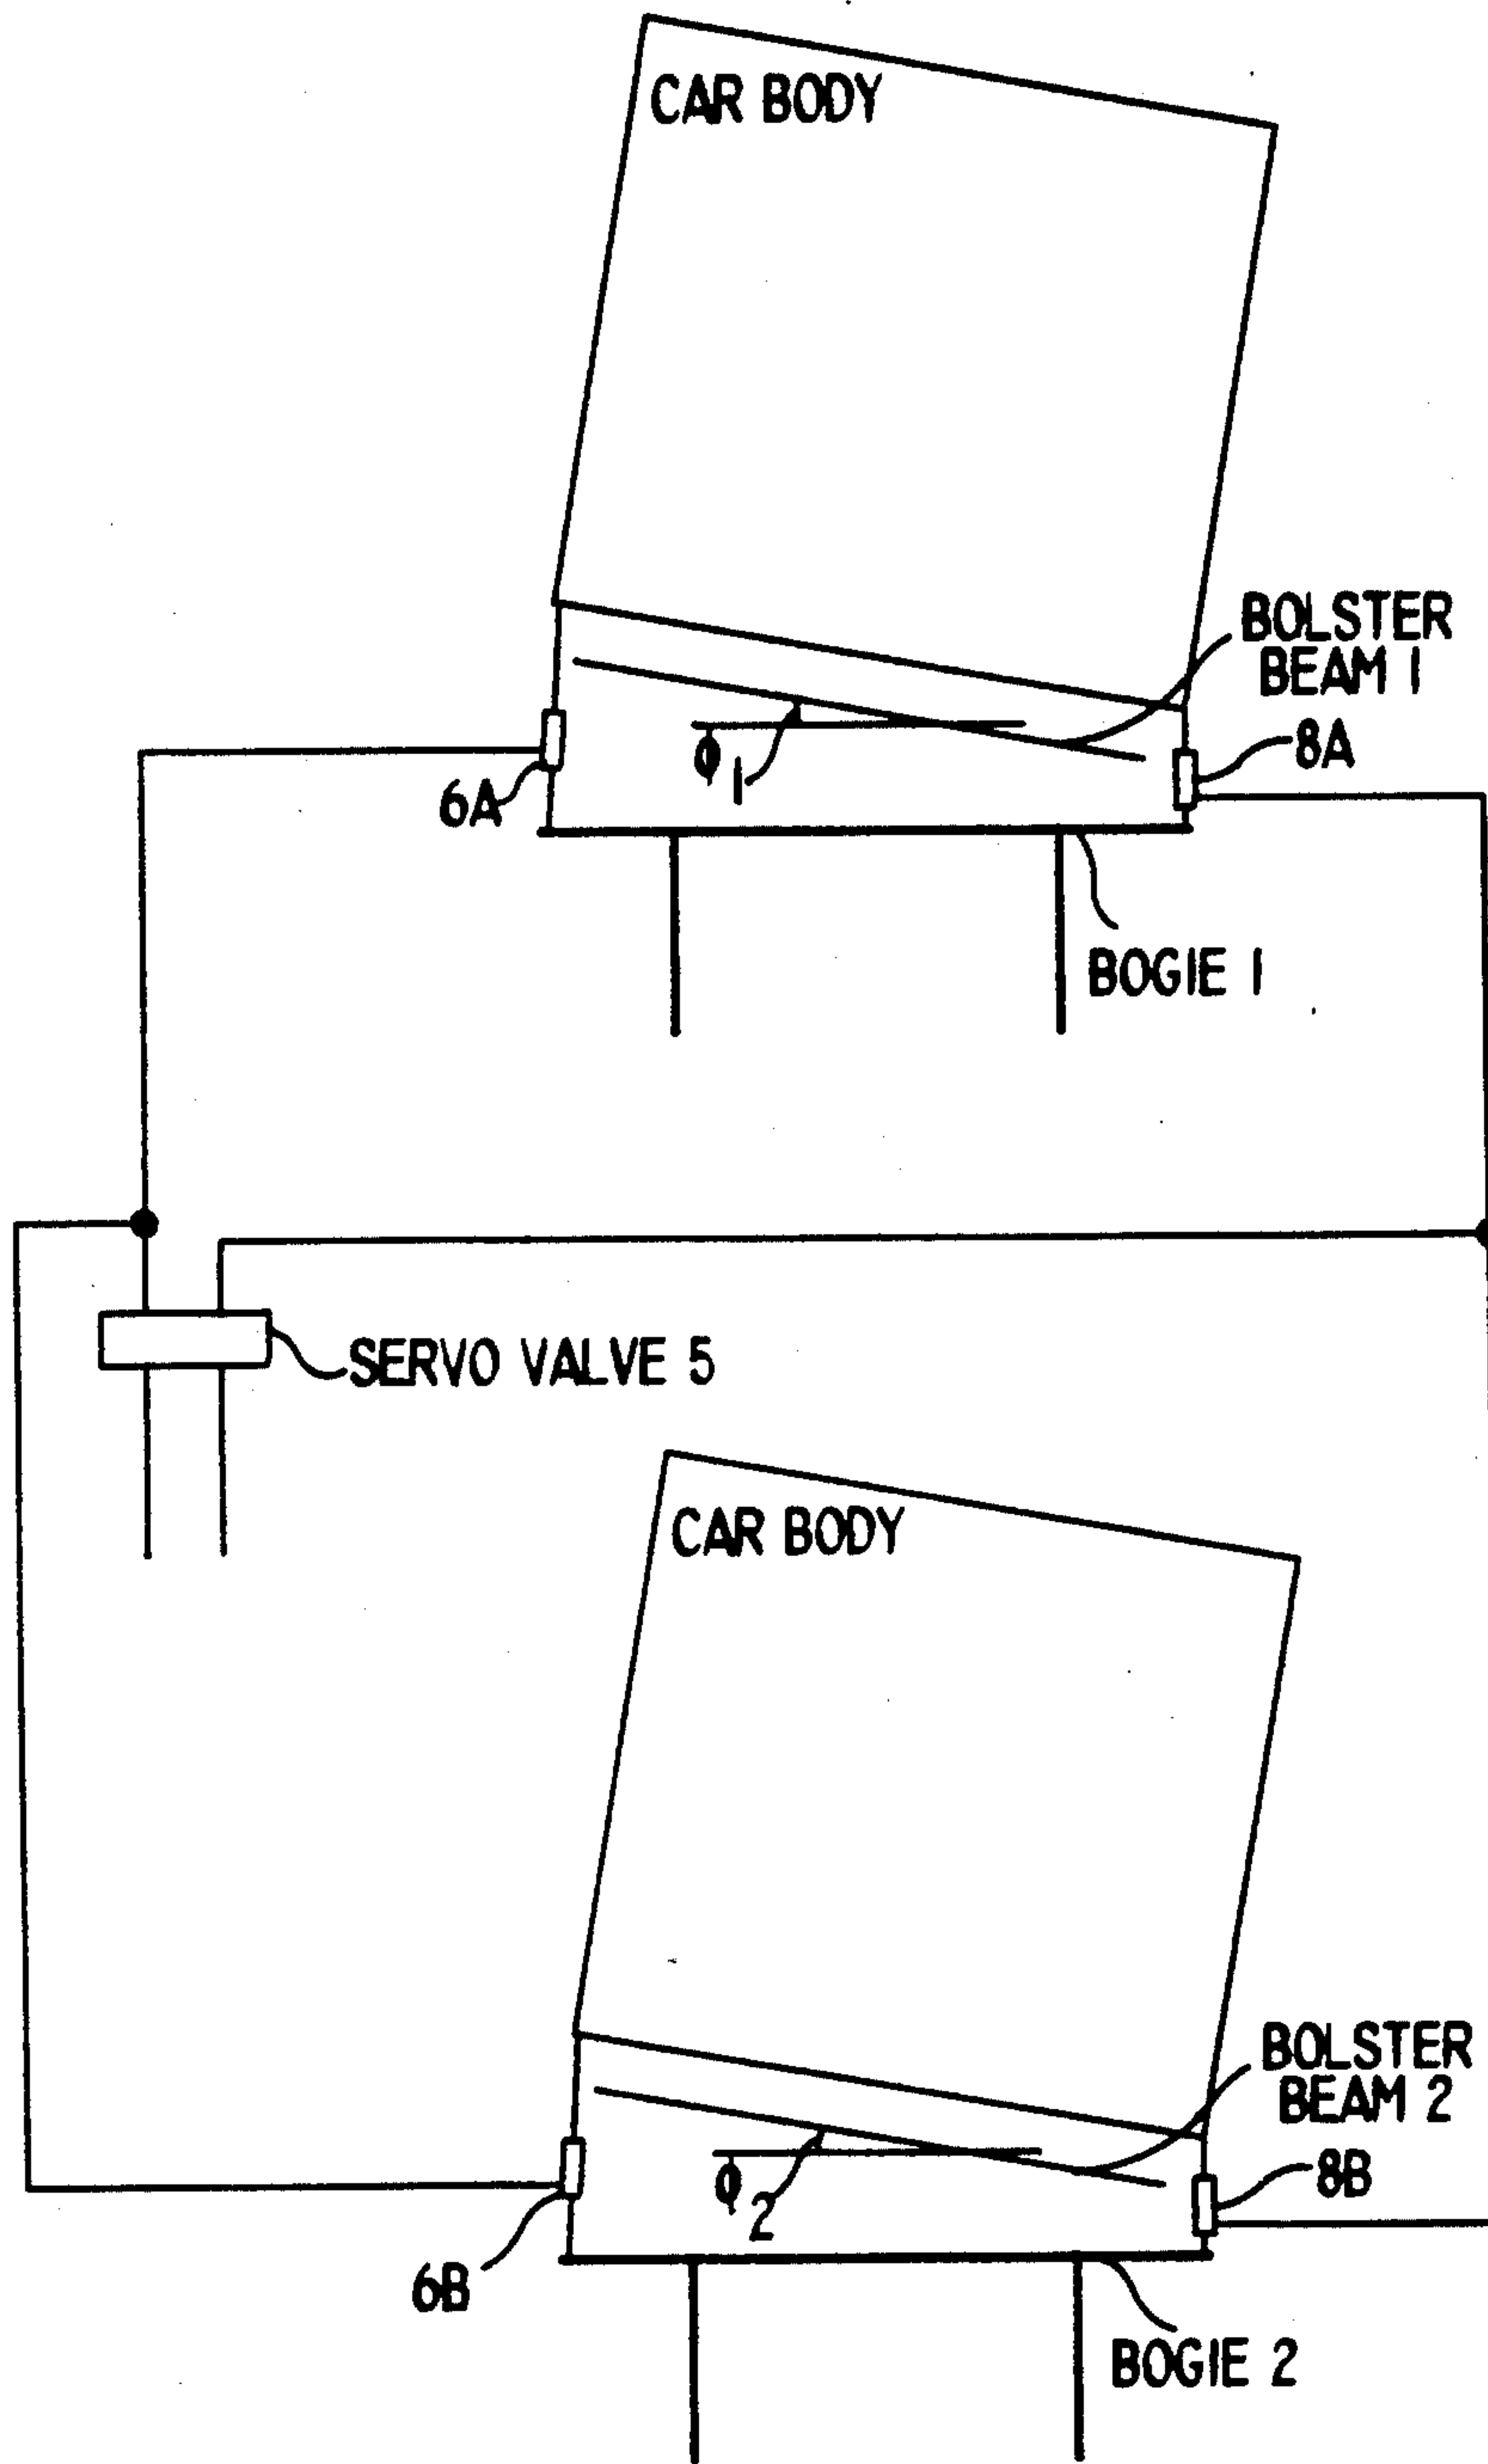 CAR BODY
BOLSTER
BEAM 1
8A
ϕ1
6A
BOGIE 1
SERVO VALVE 5
CAR BODY
BOLSTER
BEAM 2
8B
ϕ2
6B
BOGIE 2